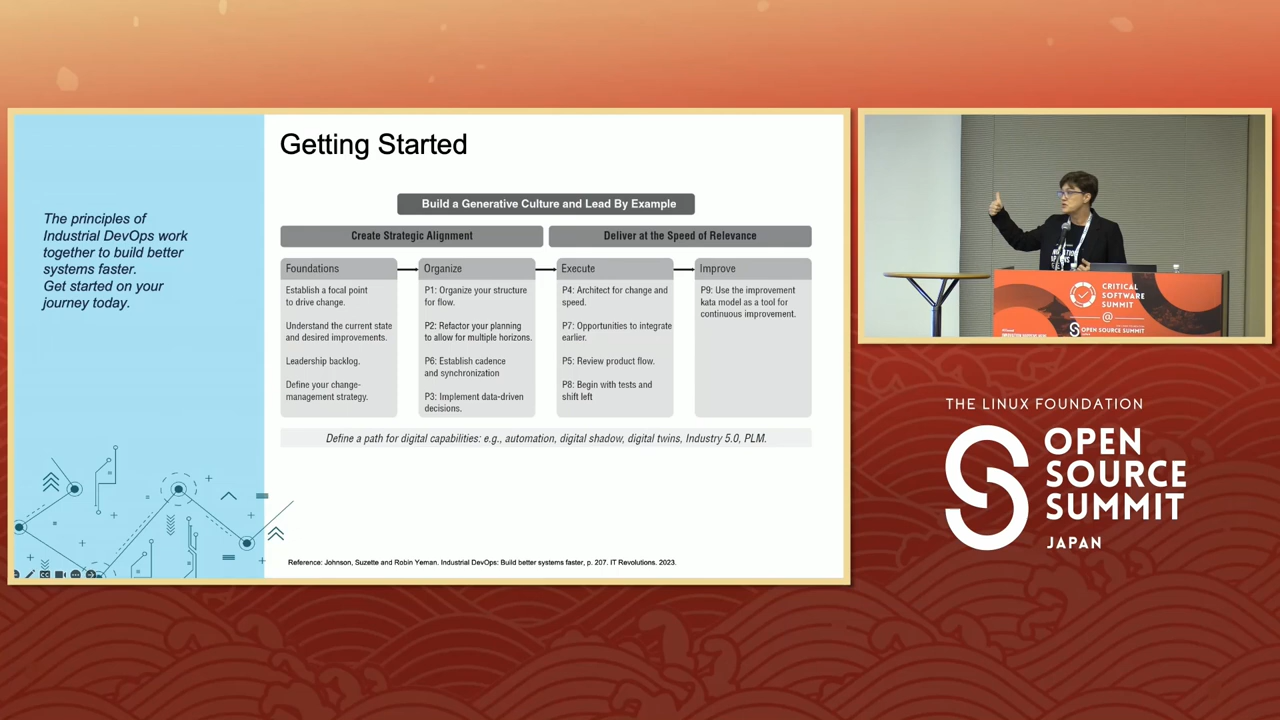 Getting Started
The principles of
Industrial DevOps work
together to build better
systems faster.
Get started on your
journey today.
Build a Generative Culture and Lead By Example
Create Strategic Alignment
Deliver at the Speed of Relevance
Foundations
Establish a focal point
to drive change.
Understand the current state
and desired improvements.
Leadership backlog.
Define your change-
management strategy.
Organize
P1: Organize your structure
for flow.
P2: Refactor your planning
to allow for multiple horizons.
P6: Establish cadence
and synchronization
P3: Implement data-driven
decisions.
Execute
P4: Architect for change and
speed.
P7: Opportunities to integrate
earlier.
P5: Review product flow.
P8: Begin with tests and
shift left
Improve
P9: Use the improvement
kata model as a tool for
continuous improvement.
Define a path for digital capabilities: e.g., automation, digital shadow, digital twins, Industry 5.0, PLM.
Reference: Johnson, Suzette and Robin Yeman. Industrial DevOps: Build better systems faster, p. 207. IT Revolutions. 2023.
CRITICAL
SOFTWARE
SUMMIT
@
OPEN SOURCE SUMMIT
THE LINUX FOUNDATION
OPEN
SOURCE
SUMMIT
JAPAN